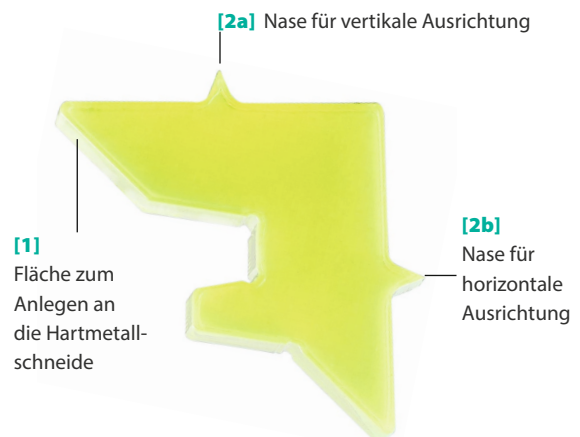 [2a] Nase für vertikale Ausrichtung
[1]
Fläche zum
Anlegen an
die Hartmetall-
schneide
[2b]
Nase für
horizontale
Ausrichtung